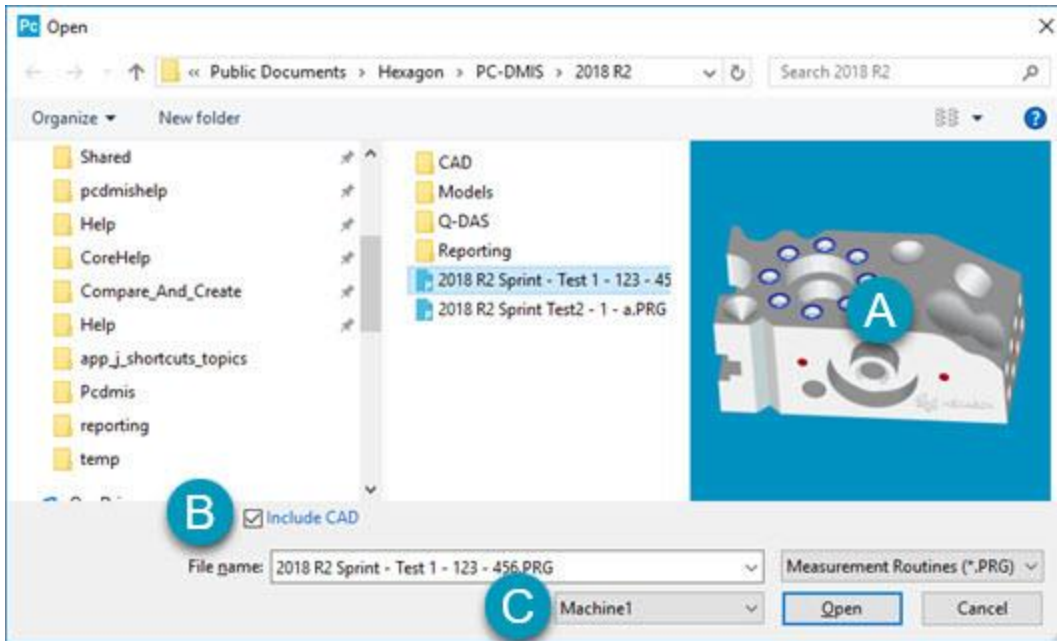 Pc Open
« Public Documents > Hexagon > PC-DMIS > 2018 R2
Search 2018 R2
Organize
New folder
?
Shared
pcdmishelp
Help
CoreHelp
Compare_And_Create
Help
app_j_shortcuts_topics
Pcdmis
reporting
temp
CAD
Models
Q-DAS
Reporting
2018 R2 Sprint - Test 1 - 123 - 45
2018 R2 Sprint Test2 - 1 - a.PRG
A
B
Include CAD
File name: 2018 R2 Sprint - Test 1 - 123 - 456.PRG
Measurement Routines (*.PRG)
C
Machine1
Open
Cancel